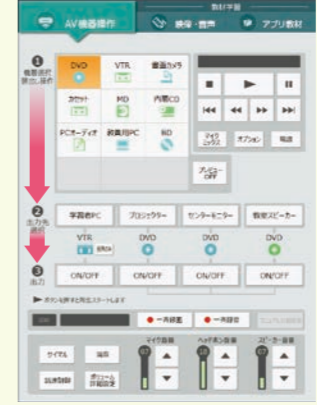 教材学習
AV機器操作
映像・音声
アプリ教材
❶
機器選択
呈示操作
DVD
VTR
書画カメラ
カセット
MD
内蔵CD
PCオーディオ
教員用PC
BD
マイク
ミックス
オプション
電源
プレビュー
OFF
❷
出力先
選択
学習者PC
プロジェクター
センターモニター
教室スピーカー
VTR
DVD
DVD
DVD
❸
出力
ON/OFF
ON/OFF
ON/OFF
ON/OFF
▶ ボタンを押すと再生スタートします
一斉録画
一斉録音
マイク音量
ヘッドホン音量
スピーカー音量
07
18
07
サイマル
ボリューム
詳細設定